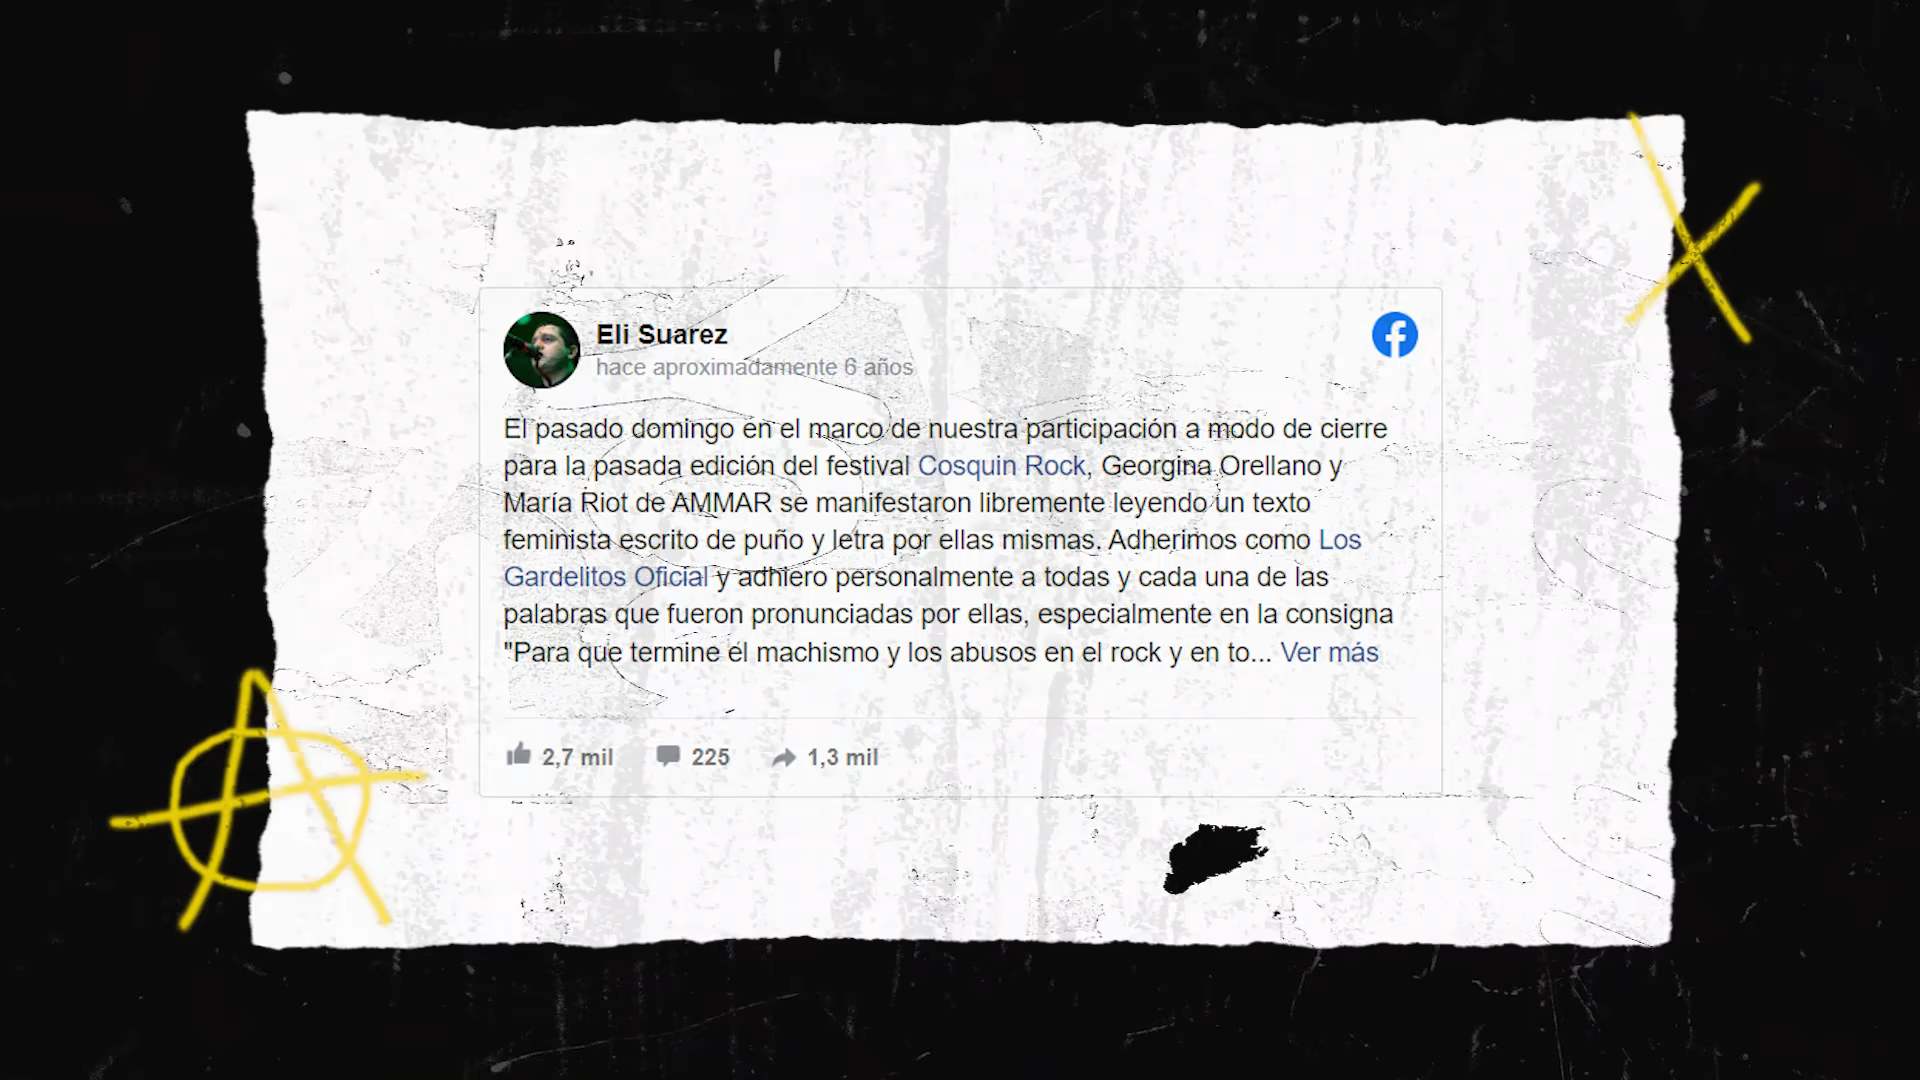 Eli Suarez
hace aproximadamente 6 años
El pasado domingo en el marco de nuestra participación a modo de cierre
para la pasada edición del festival Cosquin Rock, Georgina Orellano y
María Riot de AMMAR se manifestaron libremente leyendo un texto
feminista escrito de puño y letra por ellas mismas. Adherimos como Los
Gardelitos Oficial y adhiero personalmente a todas y cada una de las
palabras que fueron pronunciadas por ellas, especialmente en la consigna
"Para que termine el machismo y los abusos en el rock y en to... Ver más
2,7 mil 225 1,3 mil